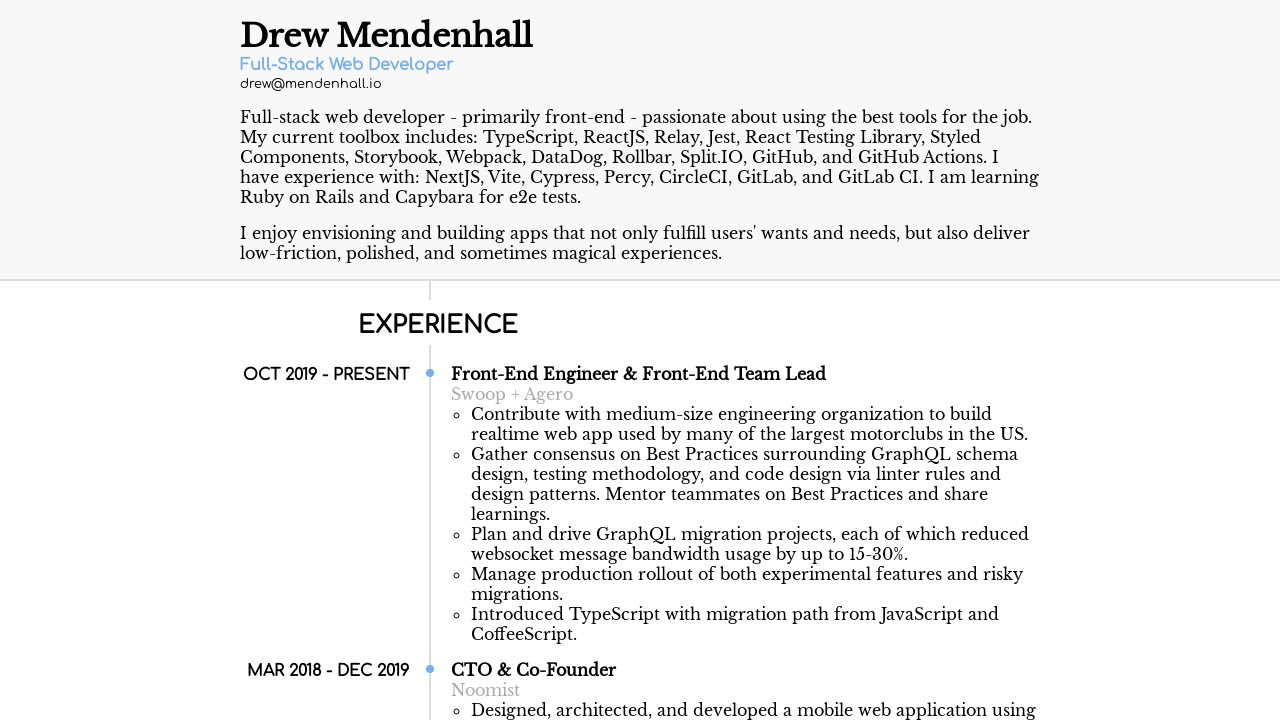 Drew Mendenhall
Full-Stack Web Developer
drew@mendenhall.io
Full-stack web developer - primarily front-end - passionate about using the best tools for the job.
My current toolbox includes: TypeScript, ReactJS, Relay, Jest, React Testing Library, Styled
Components, Storybook, Webpack, DataDog, Rollbar, Split.IO, GitHub, and GitHub Actions. I
have experience with: NextJS, Vite, Cypress, Percy, CircleCI, GitLab, and GitLab CI. I am learning
Ruby on Rails and Capybara for e2e tests.
I enjoy envisioning and building apps that not only fulfill users' wants and needs, but also deliver
low-friction, polished, and sometimes magical experiences.
EXPERIENCE
OCT 2019 - PRESENT
Front-End Engineer & Front-End Team Lead
Swoop + Agero
Contribute with medium-size engineering organization to build
realtime web app used by many of the largest motorclubs in the US.
Gather consensus on Best Practices surrounding GraphQL schema
design, testing methodology, and code design via linter rules and
design patterns. Mentor teammates on Best Practices and share
learnings.
Plan and drive GraphQL migration projects, each of which reduced
websocket message bandwidth usage by up to 15-30%.
Manage production rollout of both experimental features and risky
migrations.
Introduced TypeScript with migration path from JavaScript and
CoffeeScript.
MAR 2018 - DEC 2019
CTO & Co-Founder
Noomist
Designed, architected, and developed a mobile web application using